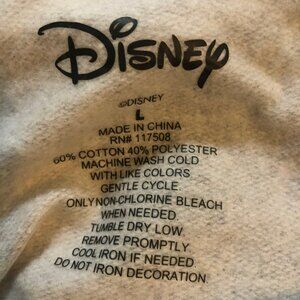 Disney
©DISNEY
L
MADE IN CHINA
RN# 117508
60% COTTON 40% POLYESTER
MACHINE WASH COLD
WITH LIKE COLORS
GENTLE CYCLE.
ONLY NON-CHLORINE BLEACH
WHEN NEEDED.
TUMBLE DRY LOW.
REMOVE PROMPTLY.
COOL IRON IF NEEDED.
DO NOT IRON DECORATION.